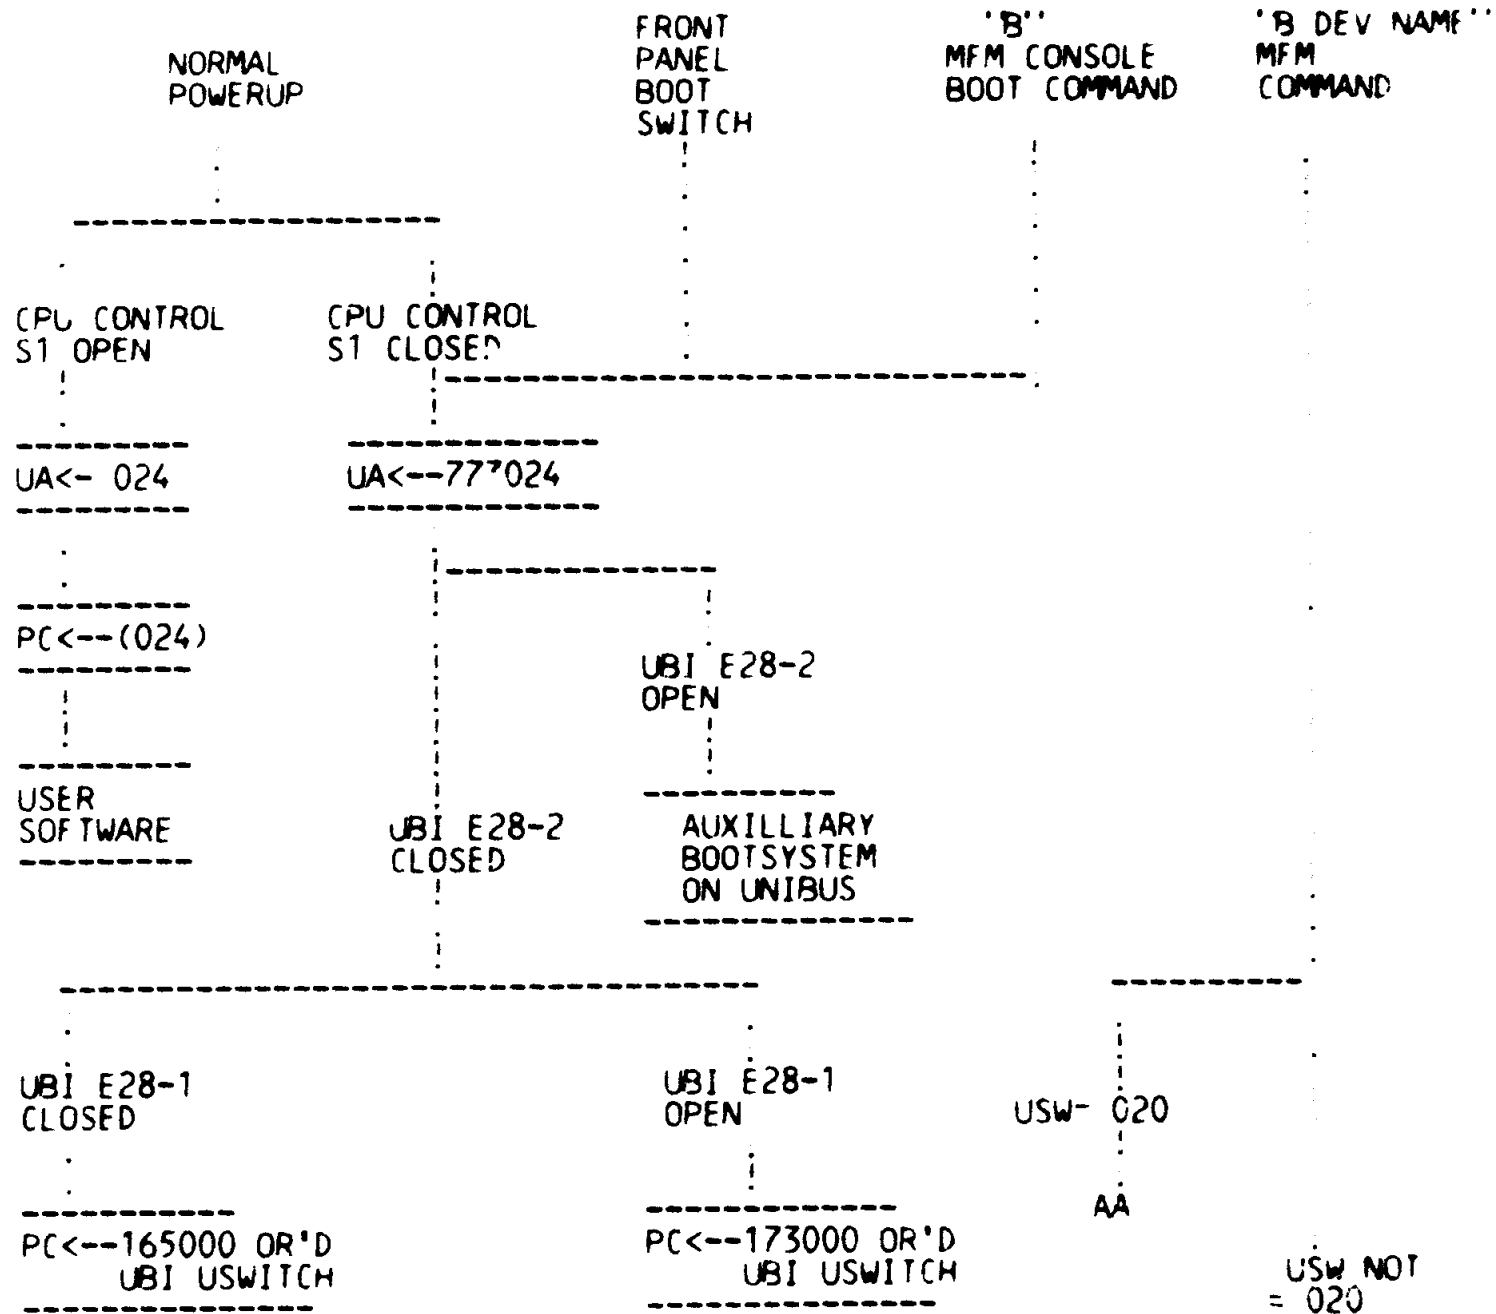 NORMAL
POWERUP
FRONT
PANEL
BOOT
SWITCH
''B''
MFM CONSOLE
BOOT COMMAND
'B DEV NAME''
MFM
COMMAND
CPU CONTROL
S1 OPEN
CPU CONTROL
S1 CLOSED
UA<- 024
UA<--777024
PC<--(024)
UBI E28-2
OPEN
USER
SOFTWARE
UBI E28-2
CLOSED
AUXILLIARY
BOOTSYSTEM
ON UNIBUS
UBI E28-1
CLOSED
UBI E28-1
OPEN
USW- 020
AA
PC<--165000 OR'D
UBI USWITCH
PC<--173000 OR'D
UBI USWITCH
USW NOT
= 020